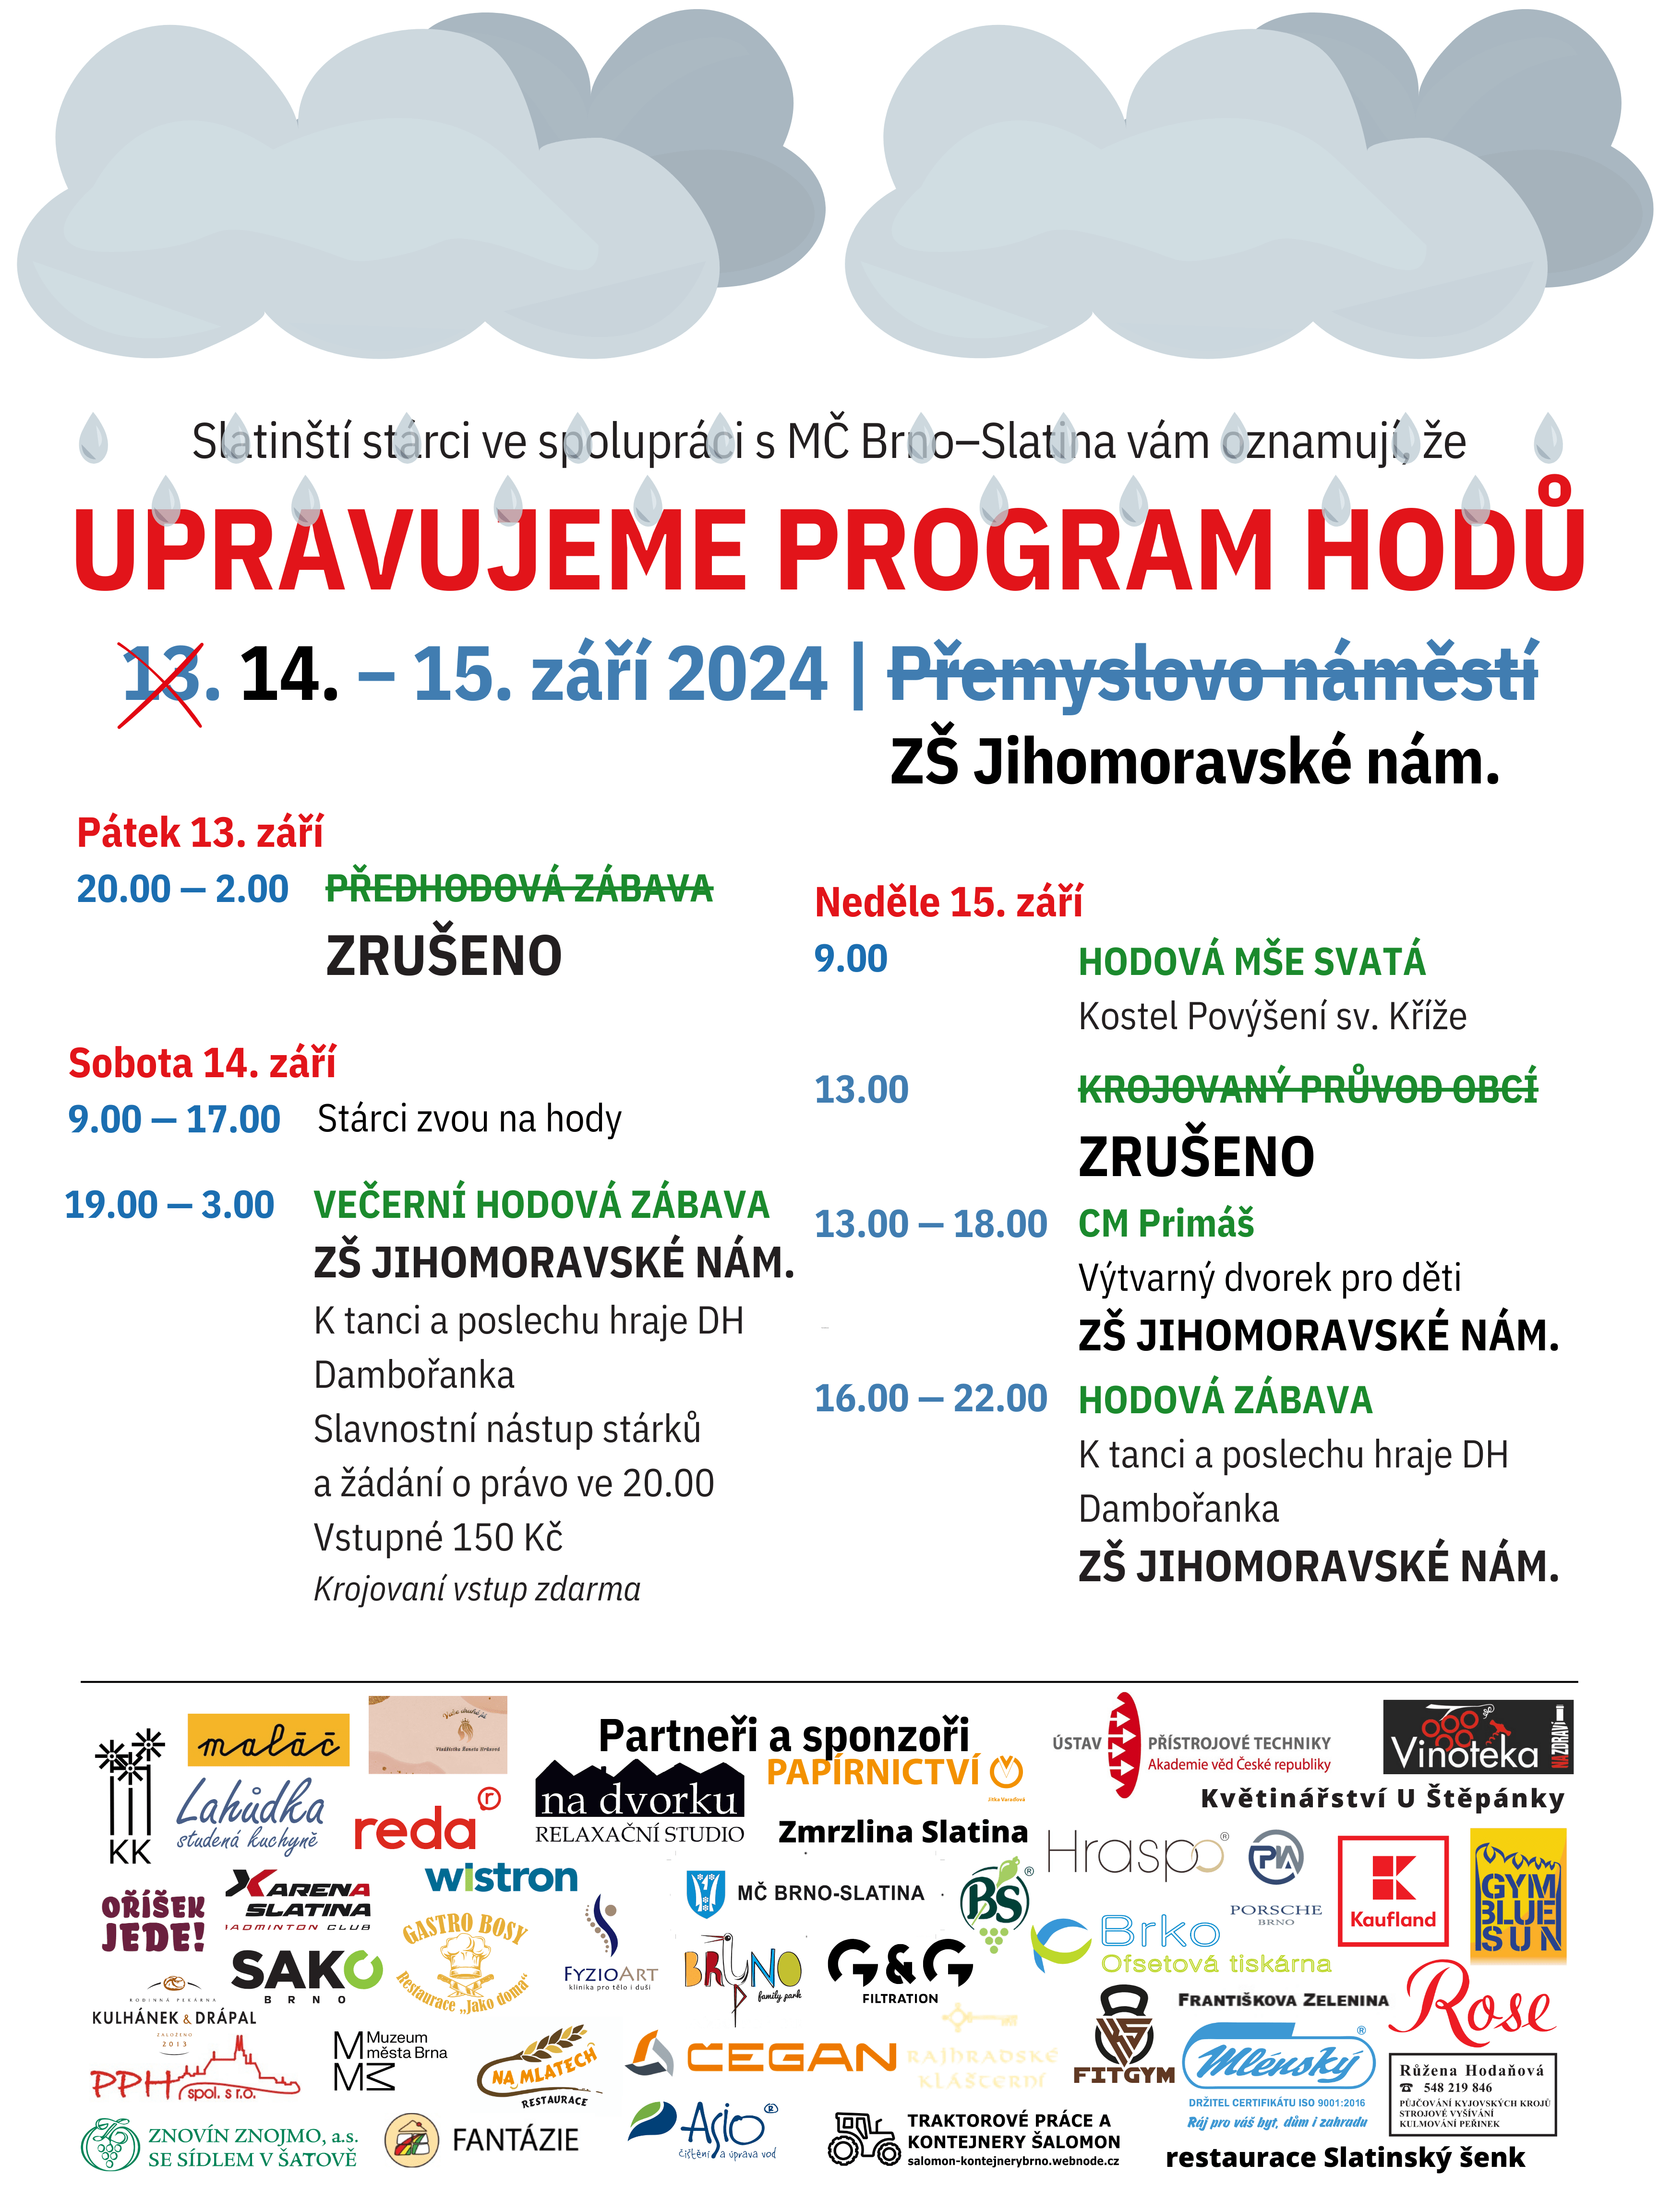 Slatinští stárci ve spolupráci s MČ Brno–Slatina vám oznamují, že
UPRAVUJEME PROGRAM HODŮ
13. 14. – 15. září 2024 | Přemyslovo náměstí
ZŠ Jihomoravské nám.
Pátek 13. září
20.00 — 2.00 PŘEDHODOVÁ ZÁBAVA
ZRUŠENO
Sobota 14. září
9.00 — 17.00 Stárci zvou na hody
19.00 — 3.00 VEČERNÍ HODOVÁ ZÁBAVA
ZŠ JIHOMORAVSKÉ NÁM.
K tanci a poslechu hraje DH
Dambořanka
Slavnostní nástup stárků
a žádání o právo ve 20.00
Vstupné 150 Kč
Krojovaní vstup zdarma
Neděle 15. září
9.00 HODOVÁ MŠE SVATÁ
Kostel Povýšení sv. Kříže
13.00 KROJOVANÝ PRŮVOD OBCÍ
ZRUŠENO
13.00 — 18.00 CM Primáš
Výtvarný dvorek pro děti
ZŠ JIHOMORAVSKÉ NÁM.
16.00 — 22.00 HODOVÁ ZÁBAVA
K tanci a poslechu hraje DH
Dambořanka
ZŠ JIHOMORAVSKÉ NÁM.
Partneři a sponzoři
KK
malāč
Lahůdka
studená kuchyně
reda r
na dvorku
RELAXAČNÍ STUDIO
PAPÍRNICTVÍ
Jitka Varaďová
Zmrzlina Slatina
ÚSTAV PŘÍSTROJOVÉ TECHNIKY
Akademie věd České republiky
Vinoteka
NA ZDRAVÍ
Květinářství U Štěpánky
OŘÍŠEK
JEDE!
ARENA
SLATINA
BADMINTON CLUB
wistron
GASTRO BOSY
Restaurace „Jako doma“
SAKO
BRNO
FYZIOART
klinika pro tělo i duši
MČ BRNO-SLATINA
BS®
BRUNO
family park
G&G
FILTRATION
Hraspo®
PORSCHE
BRNO
Brko
Ofsetová tiskárna
Kaufland
GYM
BLUE
SUN
RODINNÁ PEKÁRNA
KULHÁNEK & DRÁPAL
ZALOŽENO
2013
PPH spol. s r.o.
Muzeum
města Brna
NA MLATECH
RESTAURACE
ČEGAN
RAJHRADSKÉ
KLÁŠTERNÍ
FITGYM
FRANTIŠKOVA ZELENINA
Mlénský®
DRŽITEL CERTIFIKÁTU ISO 9001:2016
Ráj pro váš byt, dům i zahradu
Rose
Růžena Hodaňová
☎ 548 219 846
PŮJČOVÁNÍ KYJOVSKÝCH KROJŮ
STROJOVÉ VYŠÍVÁNÍ
KULMOVÁNÍ PEŘINEK
ZNOVÍN ZNOJMO, a.s.
SE SÍDLEM V ŠATOVĚ
FANTÁZIE
Asio®
čištění a úprava vod
TRAKTOROVÉ PRÁCE A
KONTEJNERY ŠALOMON
salomon-kontejnerybrno.webnode.cz
restaurace Slatinský šenk